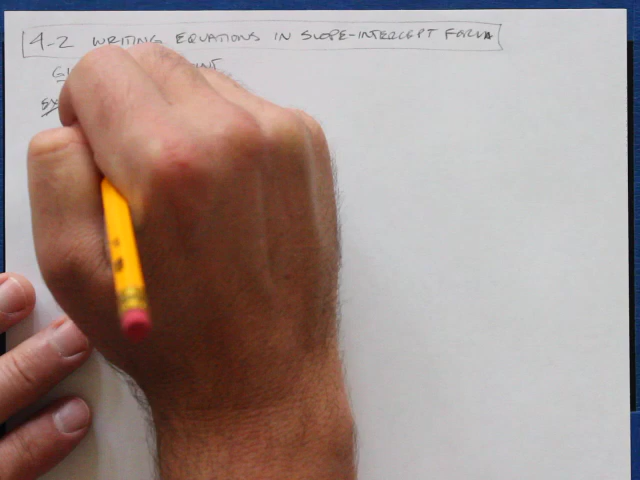 4-2 WRITING EQUATIONS IN SLOPE-INTERCEPT FORM